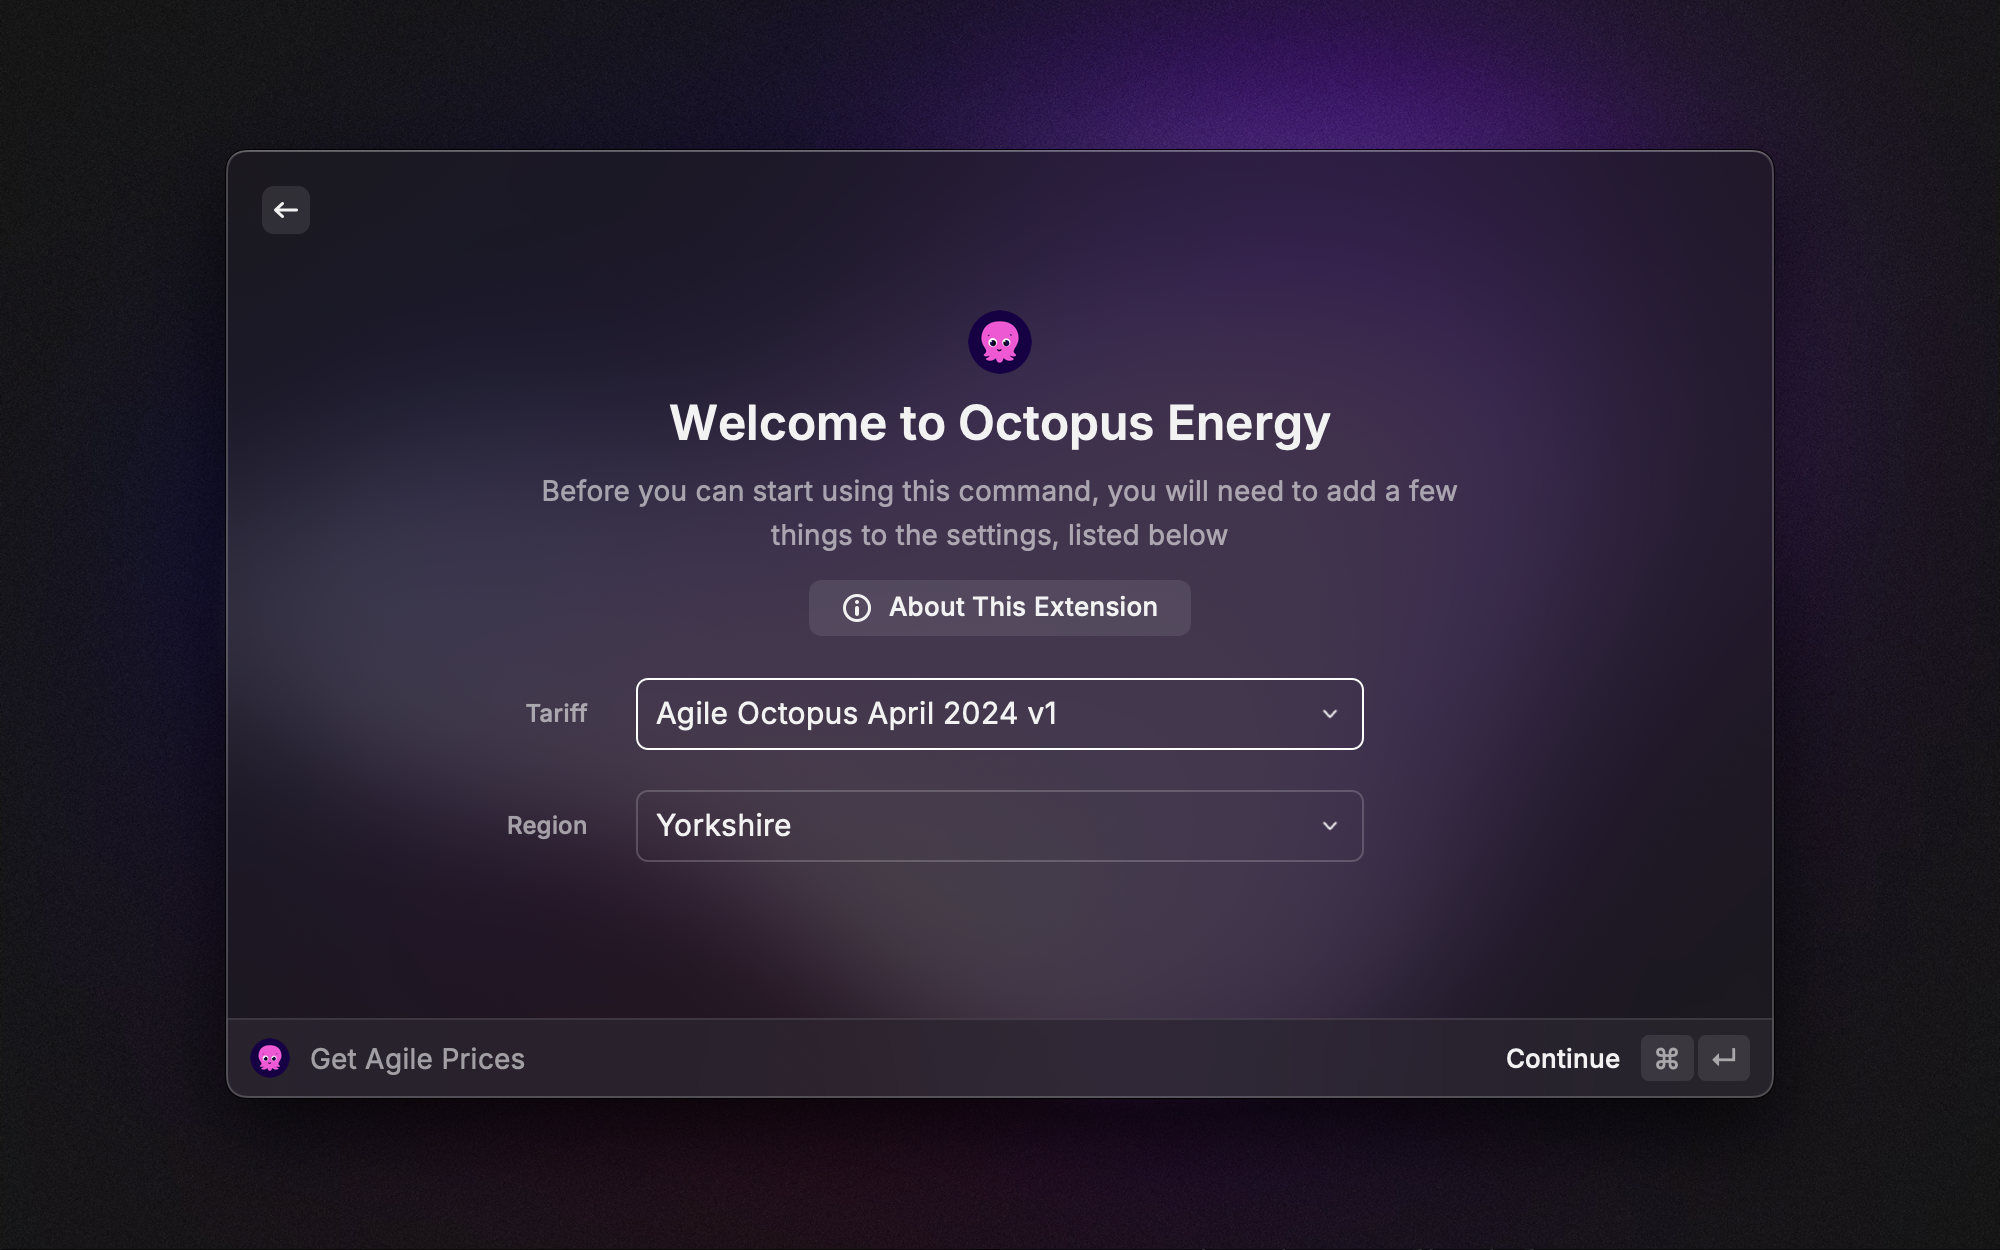 Welcome to Octopus Energy
Before you can start using this command, you will need to add a few
things to the settings, listed below
About This Extension
Tariff
Agile Octopus April 2024 v1
Region
Yorkshire
Get Agile Prices
Continue ⌘ ↵